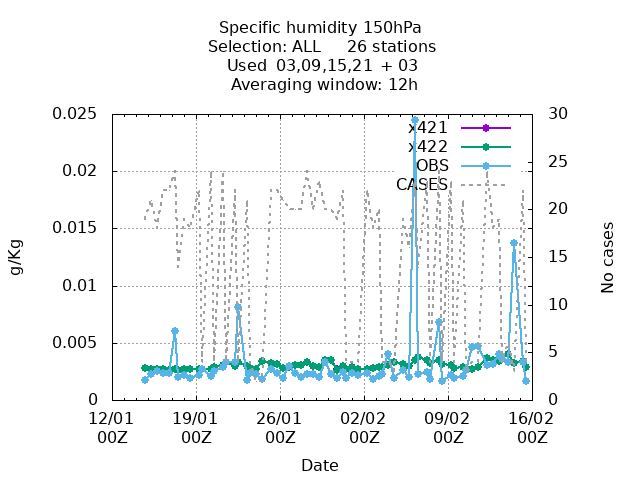 Specific humidity 150hPa
Selection: ALL     26 stations
Used  03,09,15,21  + 03
Averaging window: 12h
0.025
0.02
0.015
0.01
0.005
0
g/Kg
30
25
20
15
10
5
0
No cases
x421
x422
OBS
CASES
12/01 19/01 26/01 02/02 09/02 16/02
00Z 00Z 00Z 00Z 00Z 00Z
Date